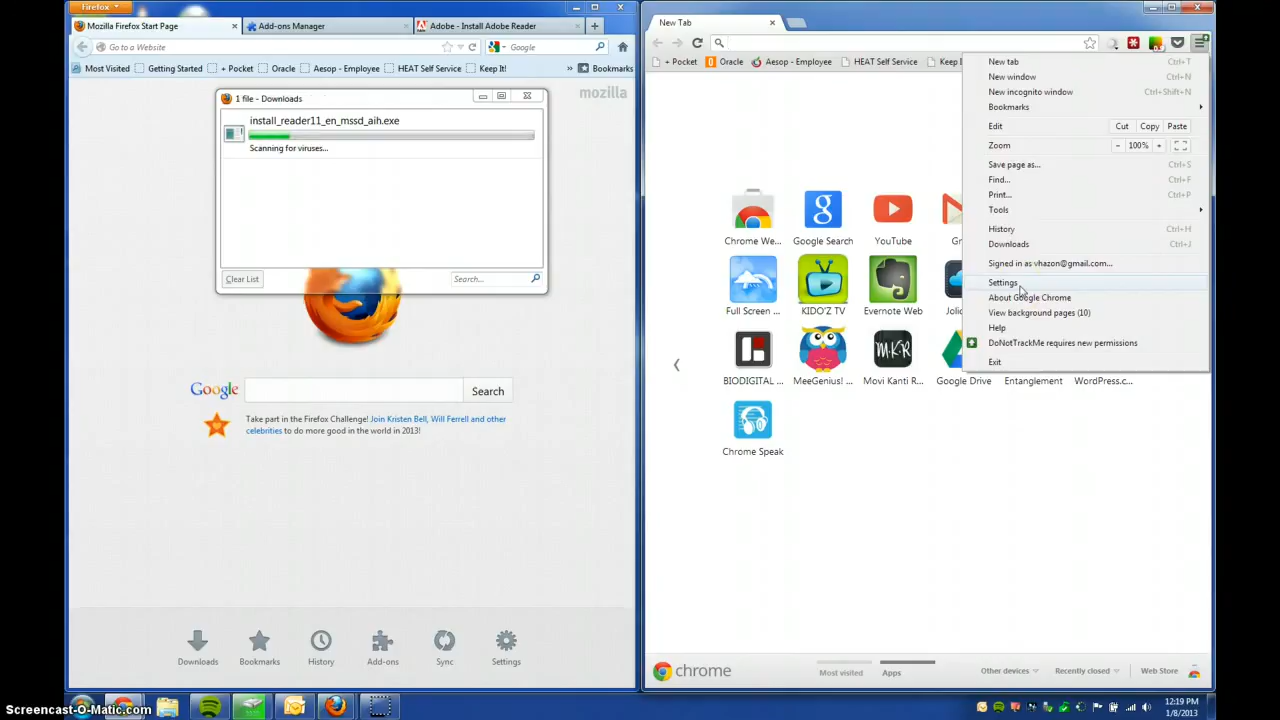 Firefox
Mozilla Firefox Start Page
Add-ons Manager
Adobe - Install Adobe Reader
Go to a Website
Google
Most Visited
Getting Started
+ Pocket
Oracle
Aesop - Employee
HEAT Self Service
Keep It!
»
Bookmarks
mozilla
1 file - Downloads
install_reader11_en_mssd_aih.exe
Scanning for viruses...
Clear List
Search...
Google
Search
Take part in the Firefox Challenge! Join Kristen Bell, Will Ferrell and other
celebrities to do more good in the world in 2013!
Downloads
Bookmarks
History
Add-ons
Sync
Settings
New Tab
+ Pocket
Oracle
Aesop - Employee
HEAT Self Service
Keep I
New tab Ctrl+T
New window Ctrl+N
New incognito window Ctrl+Shift+N
Bookmarks
Edit Cut Copy Paste
Zoom - 100% +
Save page as... Ctrl+S
Find... Ctrl+F
Print... Ctrl+P
Tools
History Ctrl+H
Downloads Ctrl+J
Signed in as vhazon@gmail.com...
Settings
About Google Chrome
View background pages (10)
Help
DoNotTrackMe requires new permissions
Exit
Chrome We...
Google Search
YouTube
Gr
Full Screen ...
KIDO'Z TV
Evernote Web
Jolic
BIODIGITAL ...
MeeGenius! ...
M·K·R
Movi Kanti R...
Google Drive
Entanglement
WordPress.c...
Chrome Speak
chrome
Most visited
Apps
Other devices
Recently closed
Web Store
Screencast-O-Matic.com
12:19 PM
1/8/2013